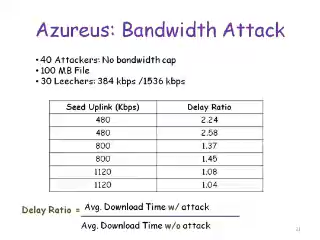 Azureus: Bandwidth Attack
• 40 Attackers: No bandwidth cap
• 100 MB File
• 30 Leechers: 384 kbps /1536 kbps
Seed Uplink (Kbps) Delay Ratio
480 2.24
480 2.58
800 1.37
800 1.45
1120 1.08
1120 1.04
Avg. Download Time w/ attack
Delay Ratio =
Avg. Download Time w/o attack